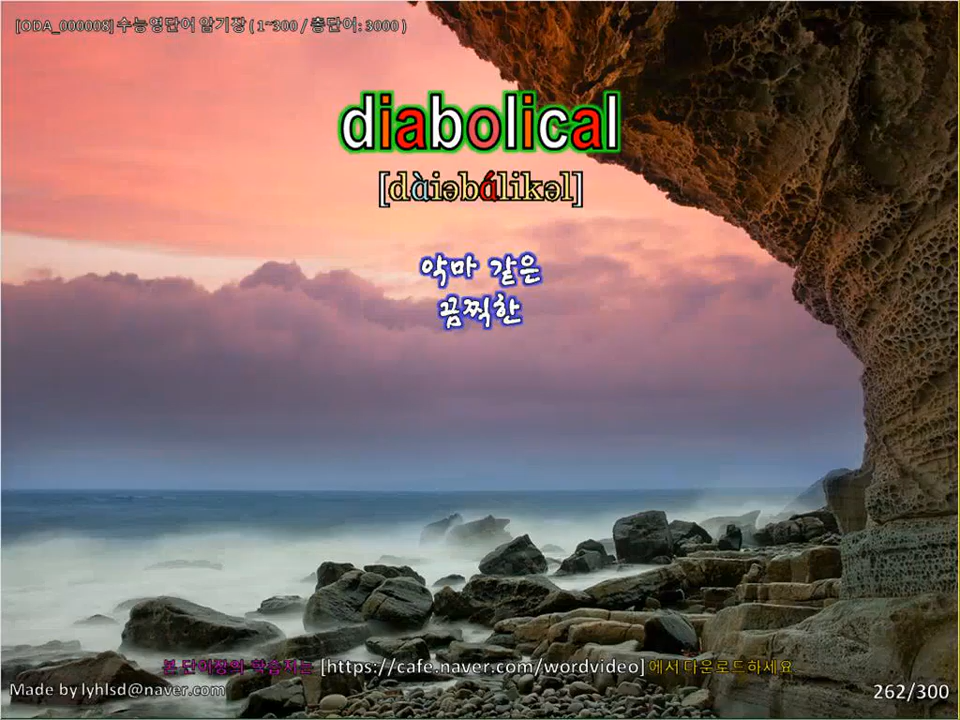 [ODA_000008] 수능영단어 암기장 ( 1~300 / 총단어: 3000 )
diabolical
[dàiəbálikəl]
악마 같은
끔찍한
본 단어장의 학습지는 [https://cafe.naver.com/wordvideo] 에서 다운로드하세요
Made by lyhlsd@naver.com
262/300